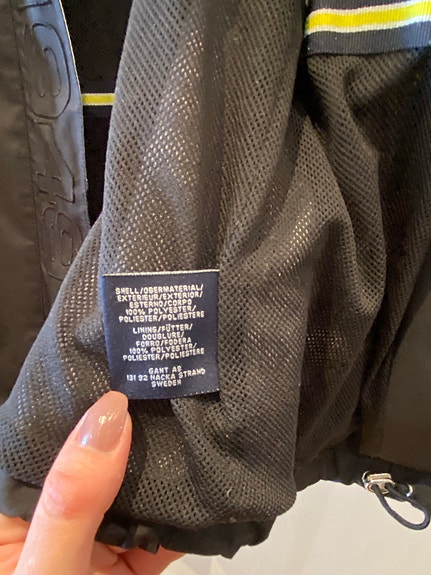 SHELL/OBERMATERIAL/
EXTERIEUR/EXTERIOR/
ESTERNO/CORPO
100% POLYESTER/
POLIESTER/POLIESTERE
LINING/FUTTER/
DOUBLURE/
FORRO/FODERA
100% POLYESTER/
POLIESTER/POLIESTERE
GANT AB
131 92 NACKA STRAND
SWEDEN